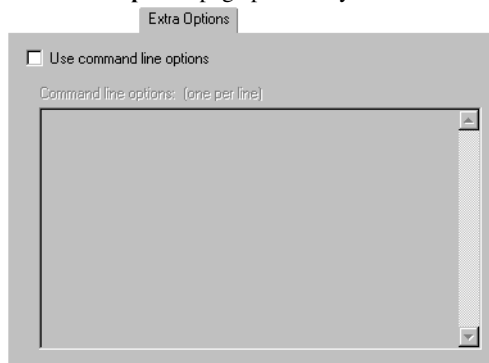 Extra Options
Use command line options
Command line options: (one per line)